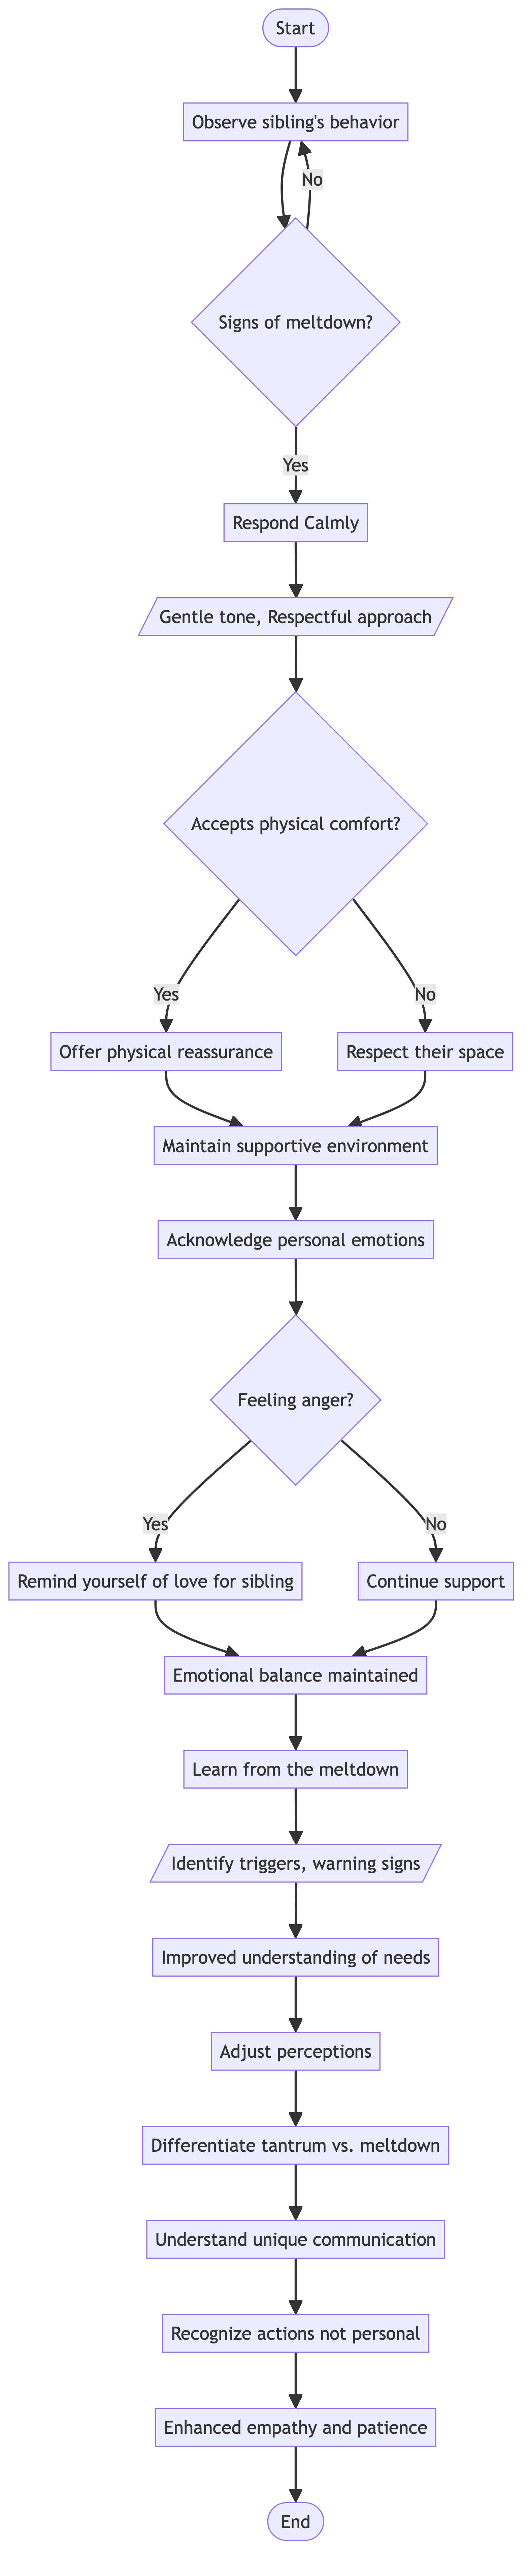 Start
Observe sibling's behavior
No
Signs of meltdown?
Yes
Respond Calmly
Gentle tone, Respectful approach
Accepts physical comfort?
Yes
No
Offer physical reassurance
Respect their space
Maintain supportive environment
Acknowledge personal emotions
Feeling anger?
Yes
No
Remind yourself of love for sibling
Continue support
Emotional balance maintained
Learn from the meltdown
Identify triggers, warning signs
Improved understanding of needs
Adjust perceptions
Differentiate tantrum vs. meltdown
Understand unique communication
Recognize actions not personal
Enhanced empathy and patience
End